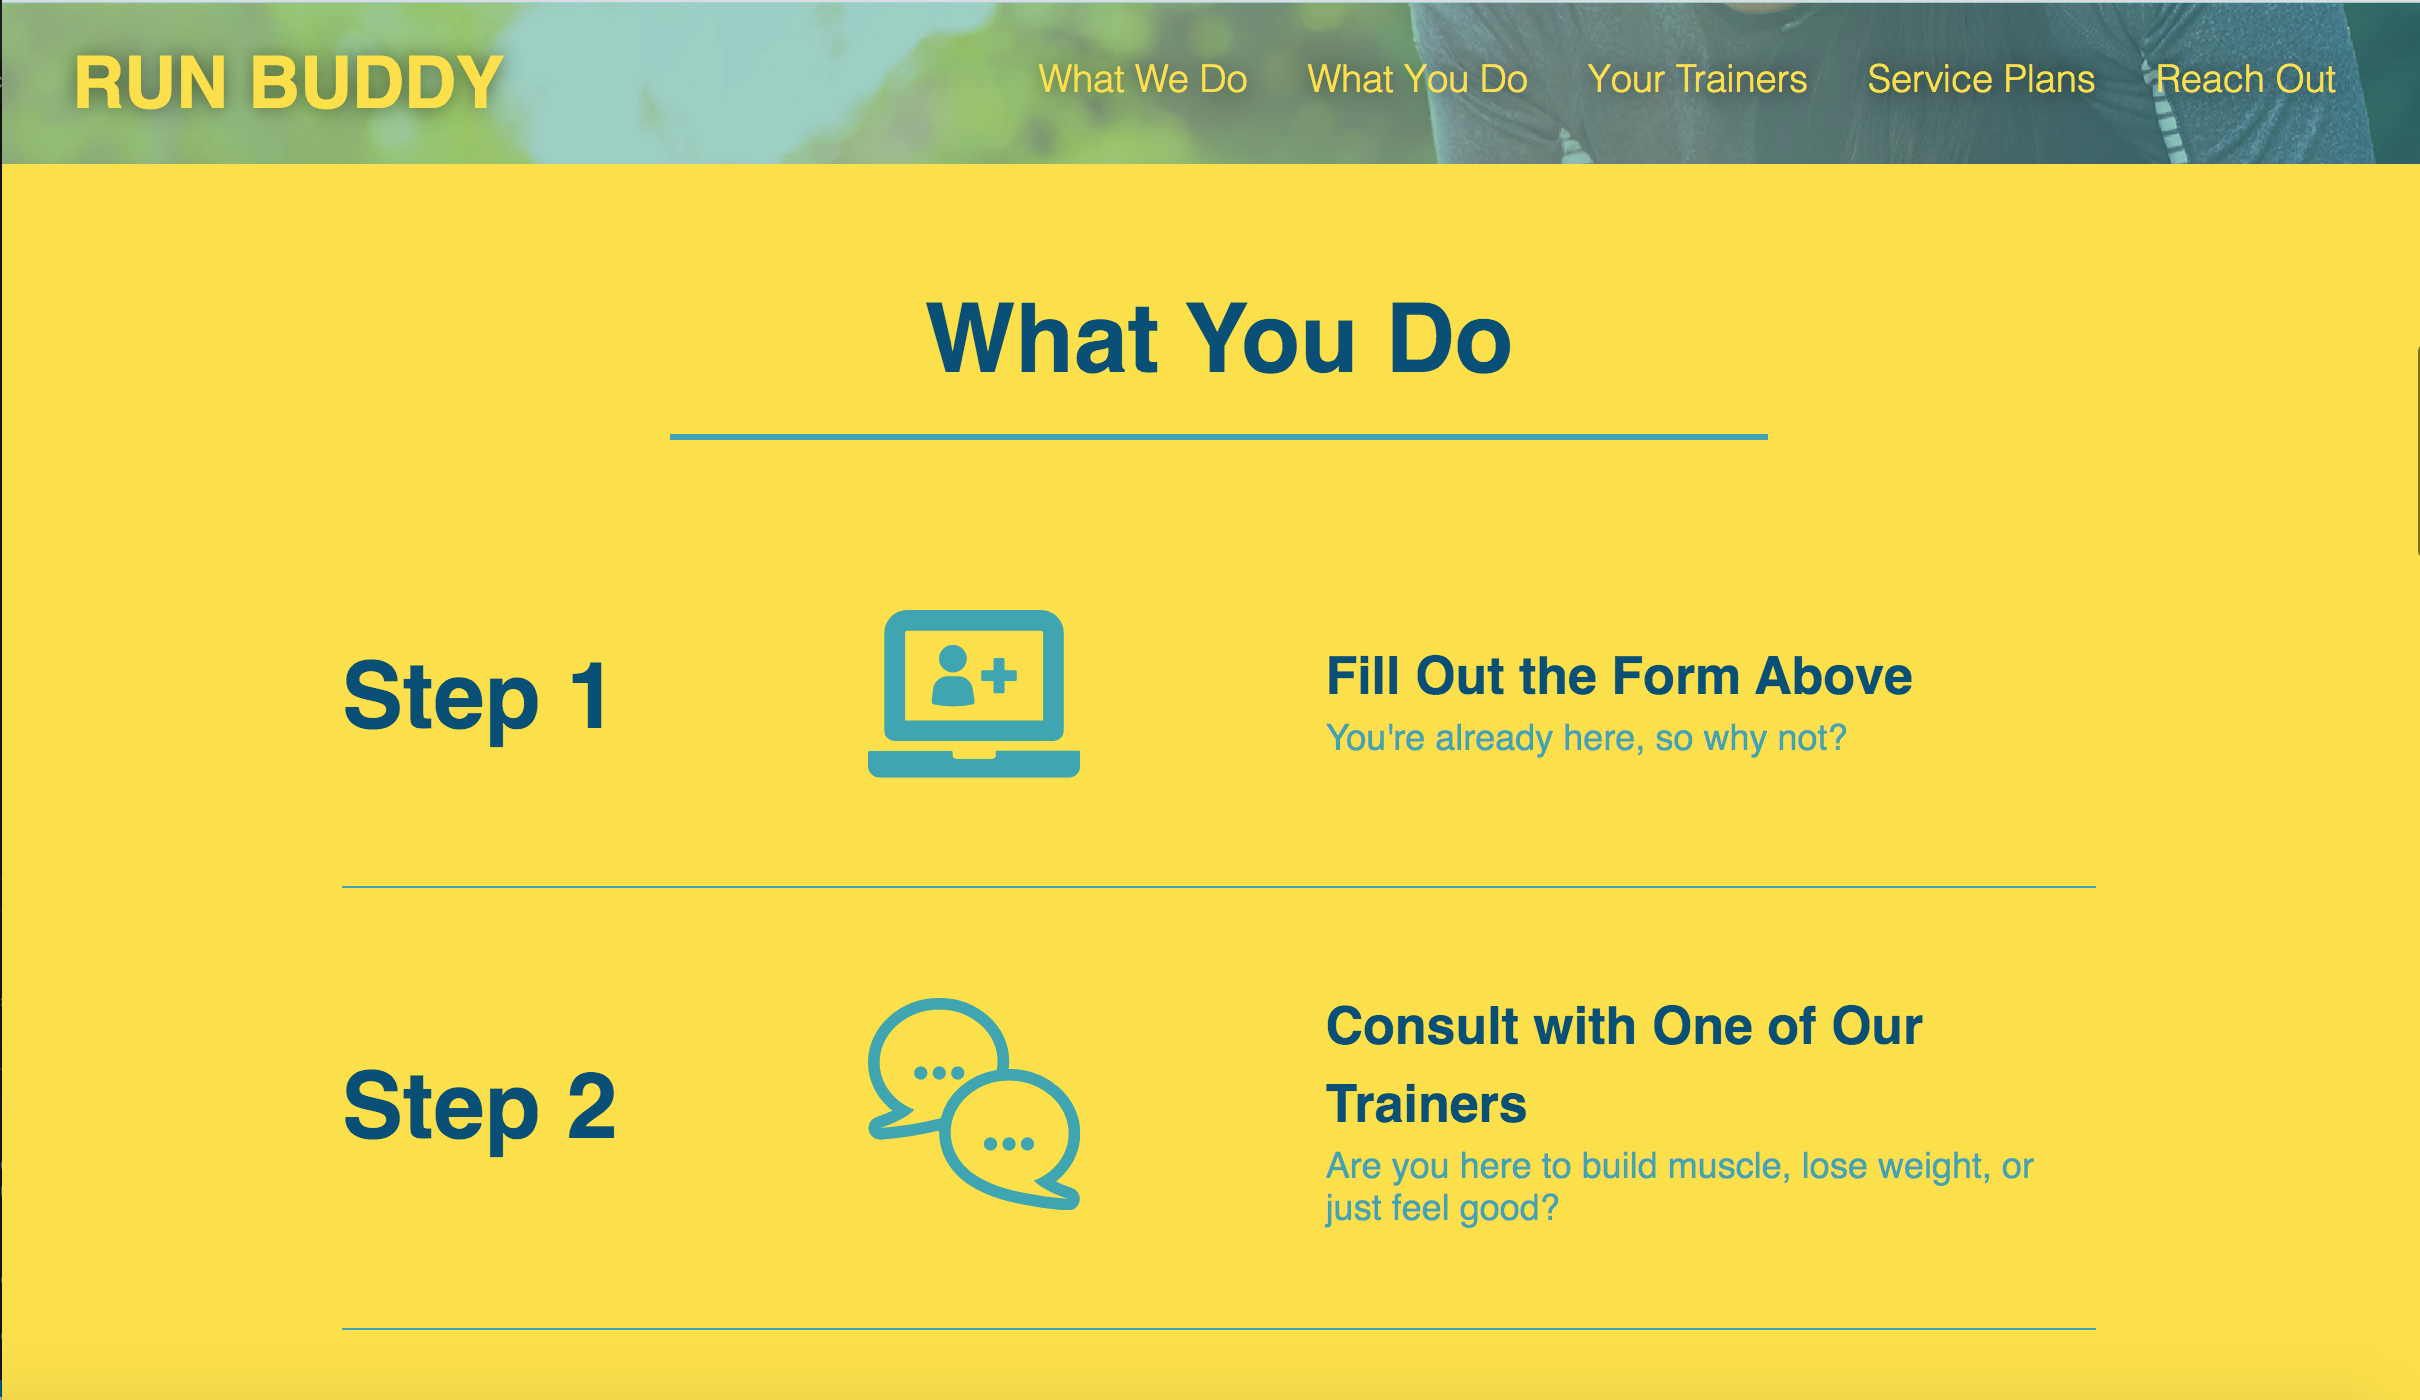 RUN BUDDY
What We Do
What You Do
Your Trainers
Service Plans
Reach Out
What You Do
Step 1
Fill Out the Form Above
You're already here, so why not?
Step 2
Consult with One of Our
Trainers
Are you here to build muscle, lose weight, or
just feel good?